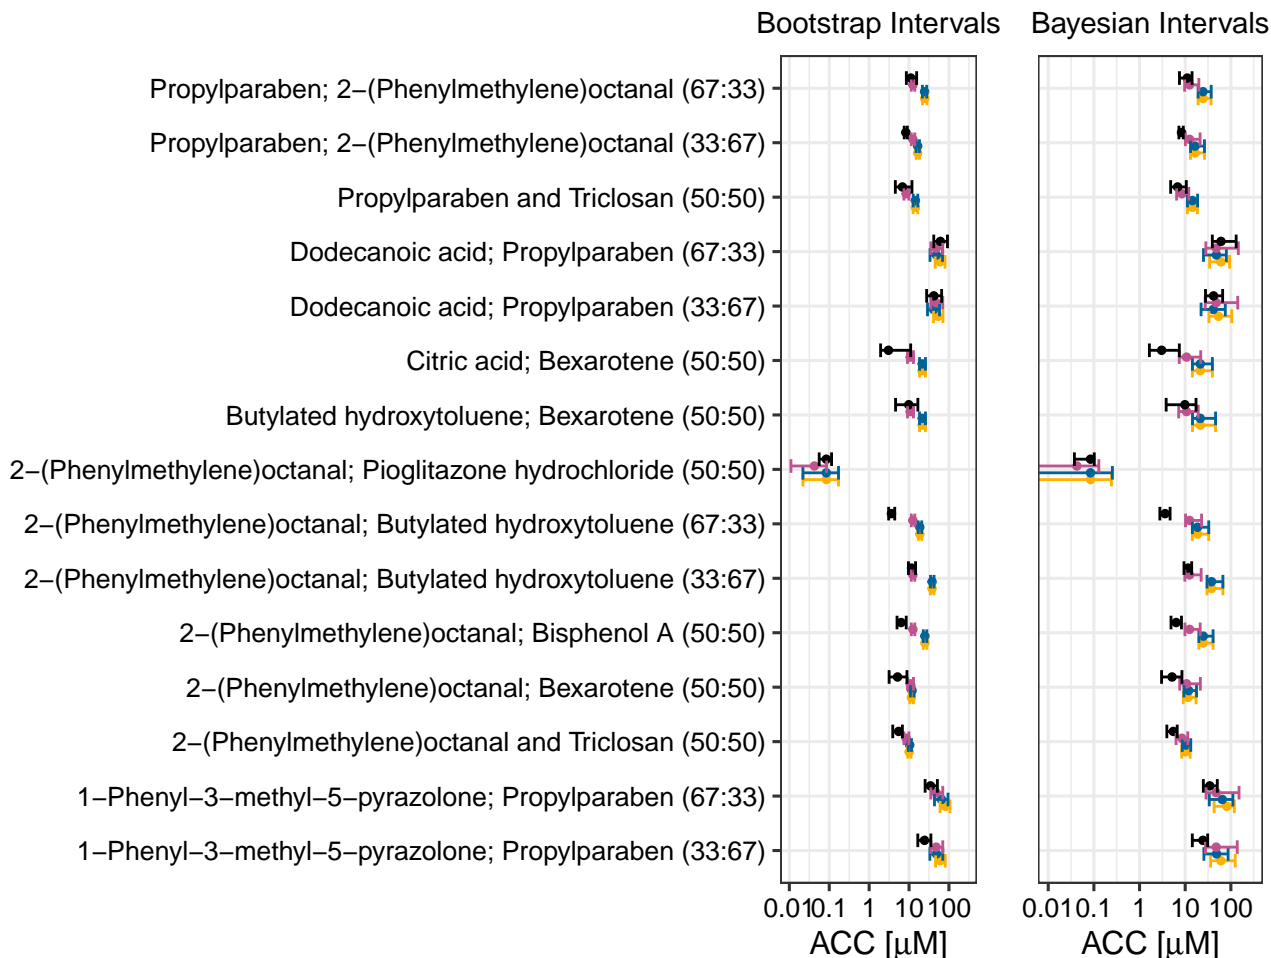 Bootstrap Intervals Bayesian Intervals
Propylparaben; 2−(Phenylmethylene)octanal (67:33)
Propylparaben; 2−(Phenylmethylene)octanal (33:67)
Propylparaben and Triclosan (50:50)
Dodecanoic acid; Propylparaben (67:33)
Dodecanoic acid; Propylparaben (33:67)
Citric acid; Bexarotene (50:50)
Butylated hydroxytoluene; Bexarotene (50:50)
2−(Phenylmethylene)octanal; Pioglitazone hydrochloride (50:50)
2−(Phenylmethylene)octanal; Butylated hydroxytoluene (67:33)
2−(Phenylmethylene)octanal; Butylated hydroxytoluene (33:67)
2−(Phenylmethylene)octanal; Bisphenol A (50:50)
2−(Phenylmethylene)octanal; Bexarotene (50:50)
2−(Phenylmethylene)octanal and Triclosan (50:50)
1−Phenyl−3−methyl−5−pyrazolone; Propylparaben (67:33)
1−Phenyl−3−methyl−5−pyrazolone; Propylparaben (33:67)
0.01 0.1 1 10 100 0.01 0.1 1 10 100
ACC [μM] ACC [μM]